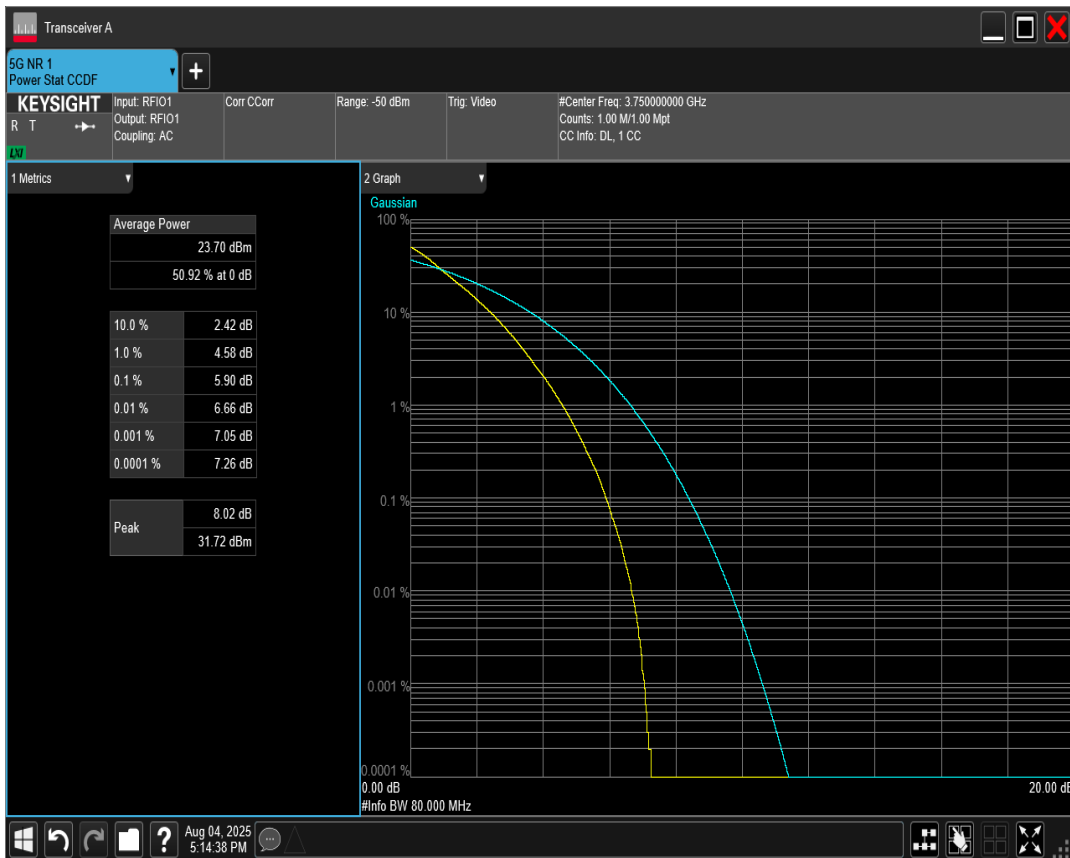 Transceiver A
5G NR 1
Power Stat CCDF
+
KEYSIGHT
R T
LXI
Input: RFIO1
Output: RFIO1
Coupling: AC
Corr CCorr
Range: -50 dBm
Trig: Video
#Center Freq: 3.750000000 GHz
Counts: 1.00 M/1.00 Mpt
CC Info: DL, 1 CC
1 Metrics
Average Power
23.70 dBm
50.92 % at 0 dB
10.0 % 2.42 dB
1.0 % 4.58 dB
0.1 % 5.90 dB
0.01 % 6.66 dB
0.001 % 7.05 dB
0.0001 % 7.26 dB
Peak
8.02 dB
31.72 dBm
2 Graph
Gaussian
100 %
10 %
1 %
0.1 %
0.01 %
0.001 %
0.0001 %
0.00 dB
20.00 dB
#Info BW 80.000 MHz
?
Aug 04, 2025
5:14:38 PM